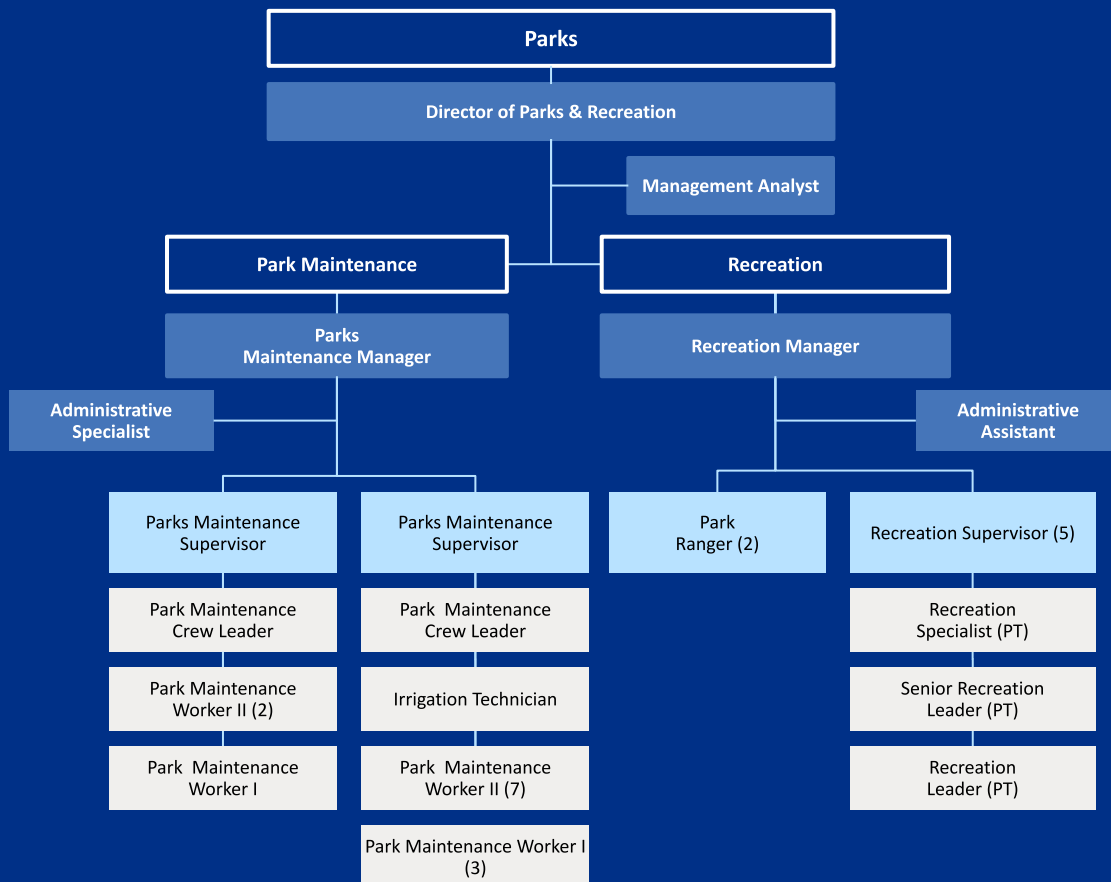 Parks
Director of Parks & Recreation
Management Analyst
Park Maintenance
Recreation
Parks
Maintenance Manager
Recreation Manager
Administrative
Specialist
Administrative
Assistant
Parks Maintenance
Supervisor
Parks Maintenance
Supervisor
Park
Ranger (2)
Recreation Supervisor (5)
Park Maintenance
Crew Leader
Park  Maintenance
Crew Leader
Recreation
Specialist (PT)
Park Maintenance
Worker II (2)
Irrigation Technician
Senior Recreation
Leader (PT)
Park  Maintenance
Worker I
Park  Maintenance
Worker II (7)
Recreation
Leader (PT)
Park Maintenance Worker I
(3)